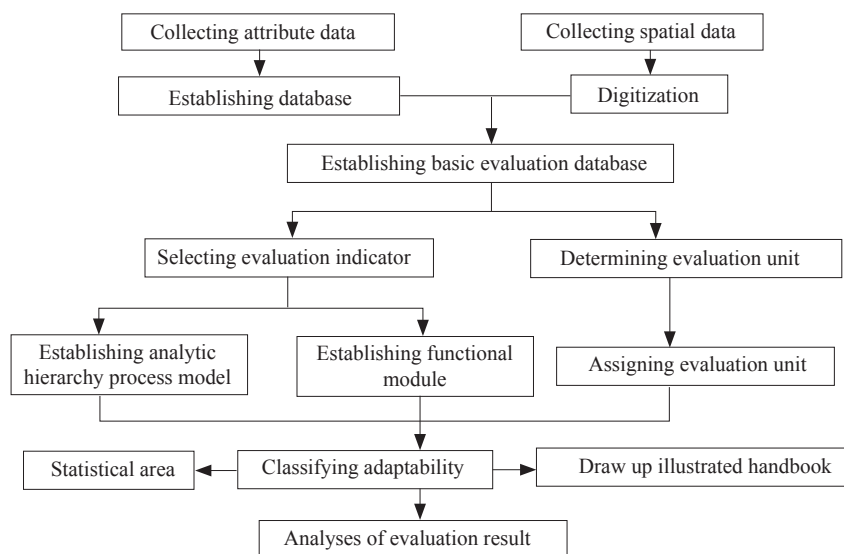 Collecting attribute data
Collecting spatial data
Establishing database
Digitization
Establishing basic evaluation database
Selecting evaluation indicator
Determining evaluation unit
Establishing analytic
hierarchy process model
Establishing functional
module
Assigning evaluation unit
Statistical area
Classifying adaptability
Draw up illustrated handbook
Analyses of evaluation result